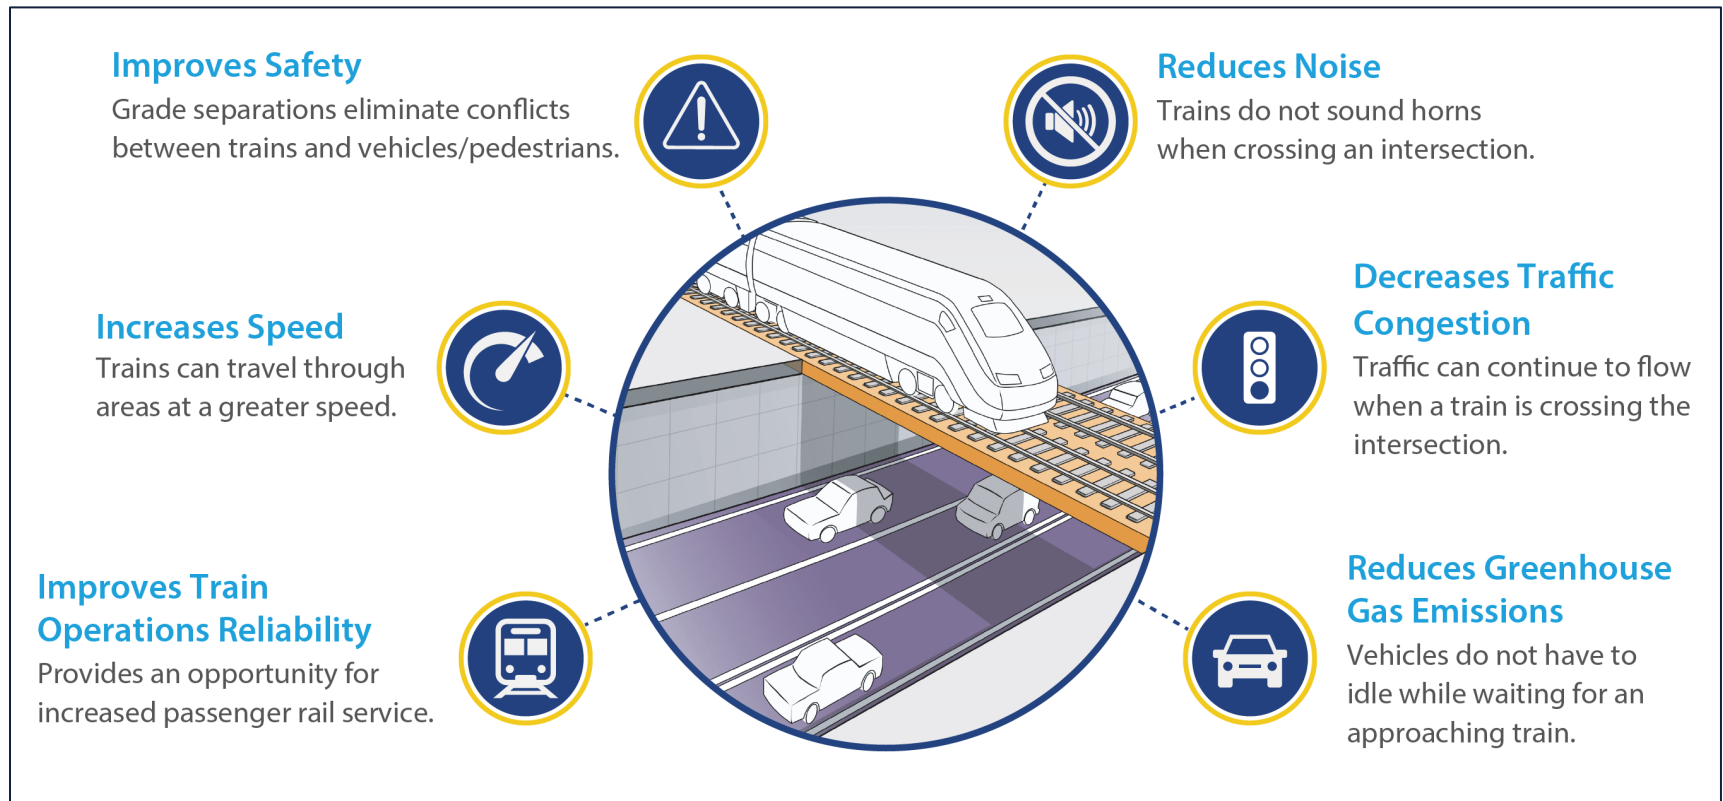 Improves Safety
Grade separations eliminate conflicts
between trains and vehicles/pedestrians.
Reduces Noise
Trains do not sound horns
when crossing an intersection.
Increases Speed
Trains can travel through
areas at a greater speed.
Decreases Traffic
Congestion
Traffic can continue to flow
when a train is crossing the
intersection.
Improves Train
Operations Reliability
Provides an opportunity for
increased passenger rail service.
Reduces Greenhouse
Gas Emissions
Vehicles do not have to
idle while waiting for an
approaching train.